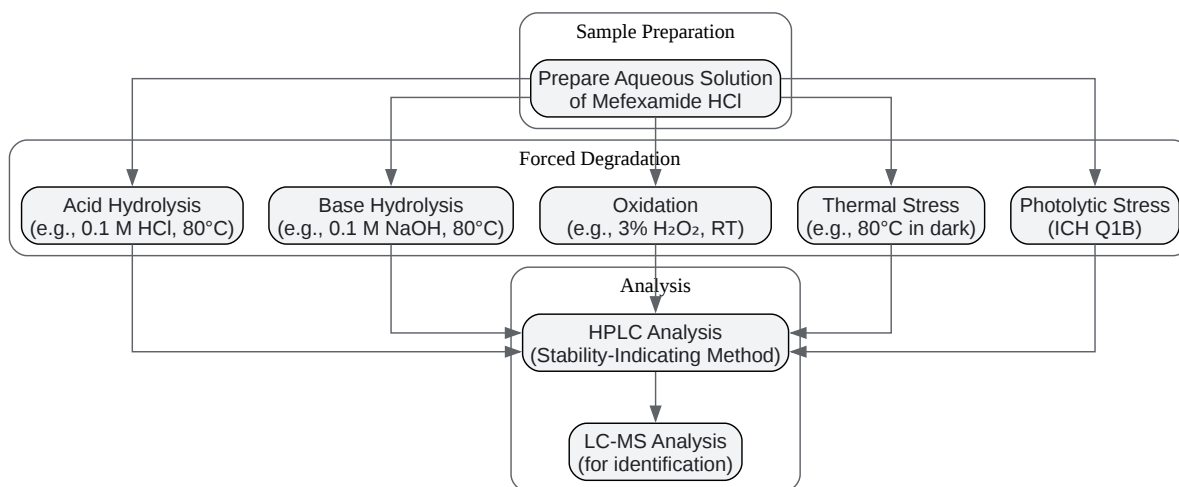 Sample Preparation
Prepare Aqueous Solution
of Mefexamide HCl
Forced Degradation
Acid Hydrolysis
(e.g., 0.1 M HCl, 80°C)
Base Hydrolysis
(e.g., 0.1 M NaOH, 80°C)
Oxidation
(e.g., 3% H₂O₂, RT)
Thermal Stress
(e.g., 80°C in dark)
Photolytic Stress
(ICH Q1B)
Analysis
HPLC Analysis
(Stability-Indicating Method)
LC-MS Analysis
(for identification)